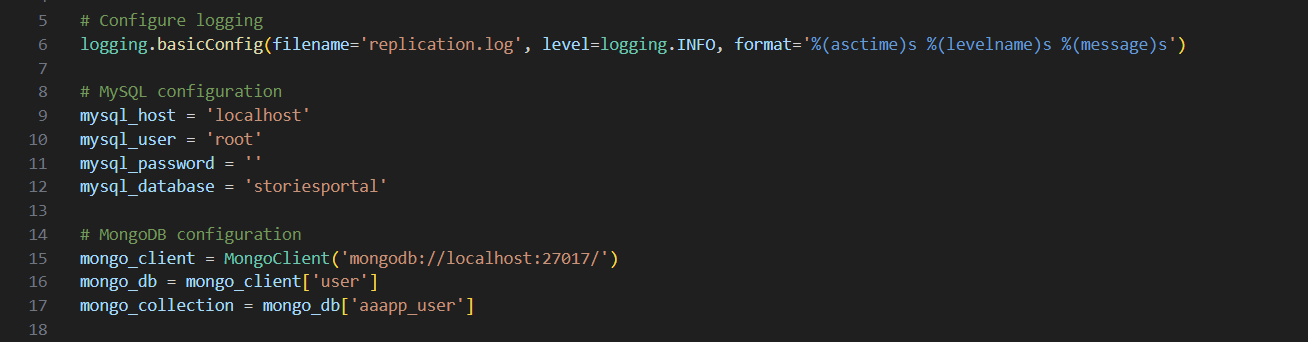 5 # Configure logging
6 logging.basicConfig(filename='replication.log', level=logging.INFO, format='%(asctime)s %(levelname)s %(message)s')
7
8 # MySQL configuration
9 mysql_host = 'localhost'
10 mysql_user = 'root'
11 mysql_password = ''
12 mysql_database = 'storiesportal'
13
14 # MongoDB configuration
15 mongo_client = MongoClient('mongodb://localhost:27017/')
16 mongo_db = mongo_client['user']
17 mongo_collection = mongo_db['aaapp_user']
18